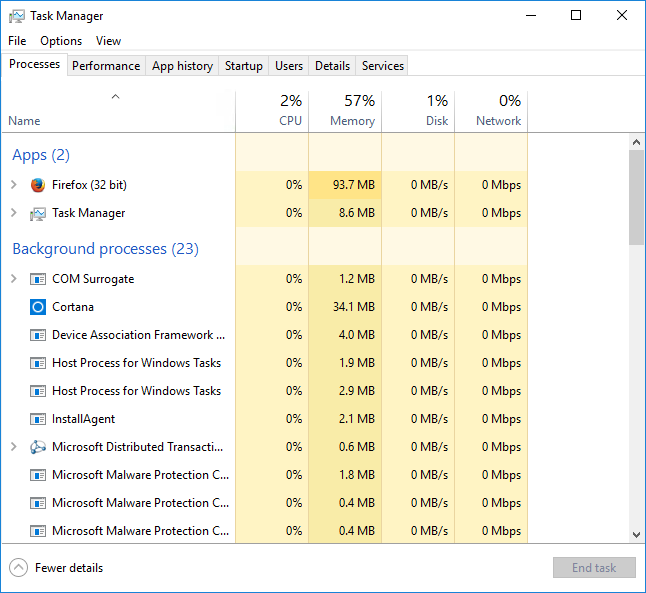 Task Manager
File Options View
Processes Performance App history Startup Users Details Services
2% 57% 1% 0%
Name CPU Memory Disk Network
Apps (2)
Firefox (32 bit) 0% 93.7 MB 0 MB/s 0 Mbps
Task Manager 0% 8.6 MB 0 MB/s 0 Mbps
Background processes (23)
COM Surrogate 0% 1.2 MB 0 MB/s 0 Mbps
Cortana 0% 34.1 MB 0 MB/s 0 Mbps
Device Association Framework ... 0% 4.0 MB 0 MB/s 0 Mbps
Host Process for Windows Tasks 0% 1.9 MB 0 MB/s 0 Mbps
Host Process for Windows Tasks 0% 2.9 MB 0 MB/s 0 Mbps
InstallAgent 0% 2.1 MB 0 MB/s 0 Mbps
Microsoft Distributed Transacti... 0% 0.6 MB 0 MB/s 0 Mbps
Microsoft Malware Protection C... 0% 1.8 MB 0 MB/s 0 Mbps
Microsoft Malware Protection C... 0% 0.4 MB 0 MB/s 0 Mbps
Microsoft Malware Protection C... 0% 0.4 MB 0 MB/s 0 Mbps
Fewer details End task